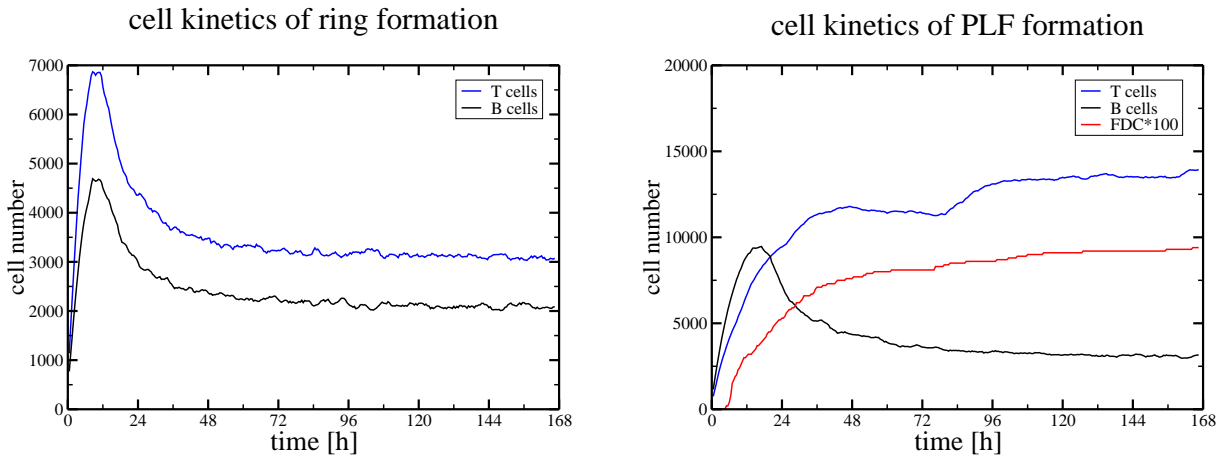 cell kinetics of ring formation
7000
6000
5000
4000
3000
2000
1000
0
cell number
T cells
B cells
0 24 48 72 96 120 144 168
time [h]
cell kinetics of PLF formation
20000
15000
10000
5000
0
cell number
T cells
B cells
FDC*100
0 24 48 72 96 120 144 168
time [h]